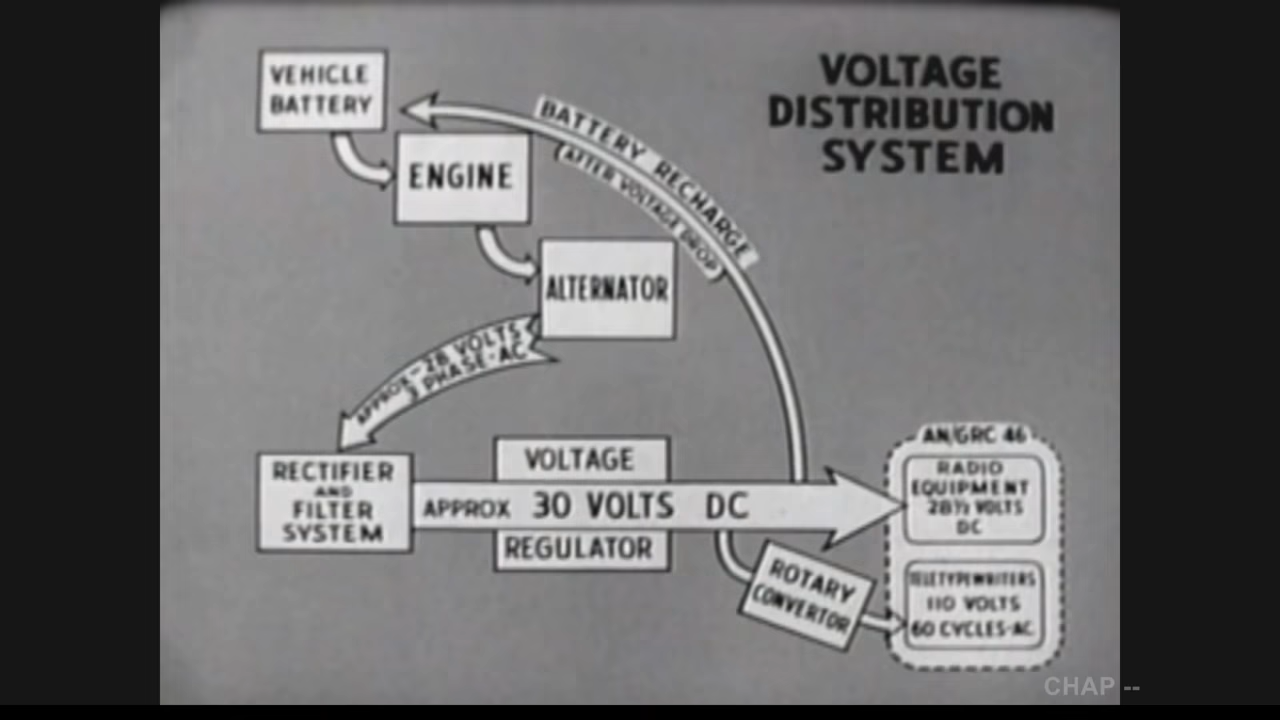 VOLTAGE
DISTRIBUTION
SYSTEM
VEHICLE
BATTERY
BATTERY RECHARGE
(AFTER VOLTAGE DROP)
ENGINE
ALTERNATOR
APPROX-28 VOLTS
3 PHASE-AC
RECTIFIER
AND
FILTER
SYSTEM
VOLTAGE
APPROX 30 VOLTS DC
REGULATOR
ROTARY
CONVERTOR
AN/GRC 46
RADIO
EQUIPMENT
28½ VOLTS
DC
TELETYPEWRITERS
110 VOLTS
60 CYCLES-AC
CHAP --